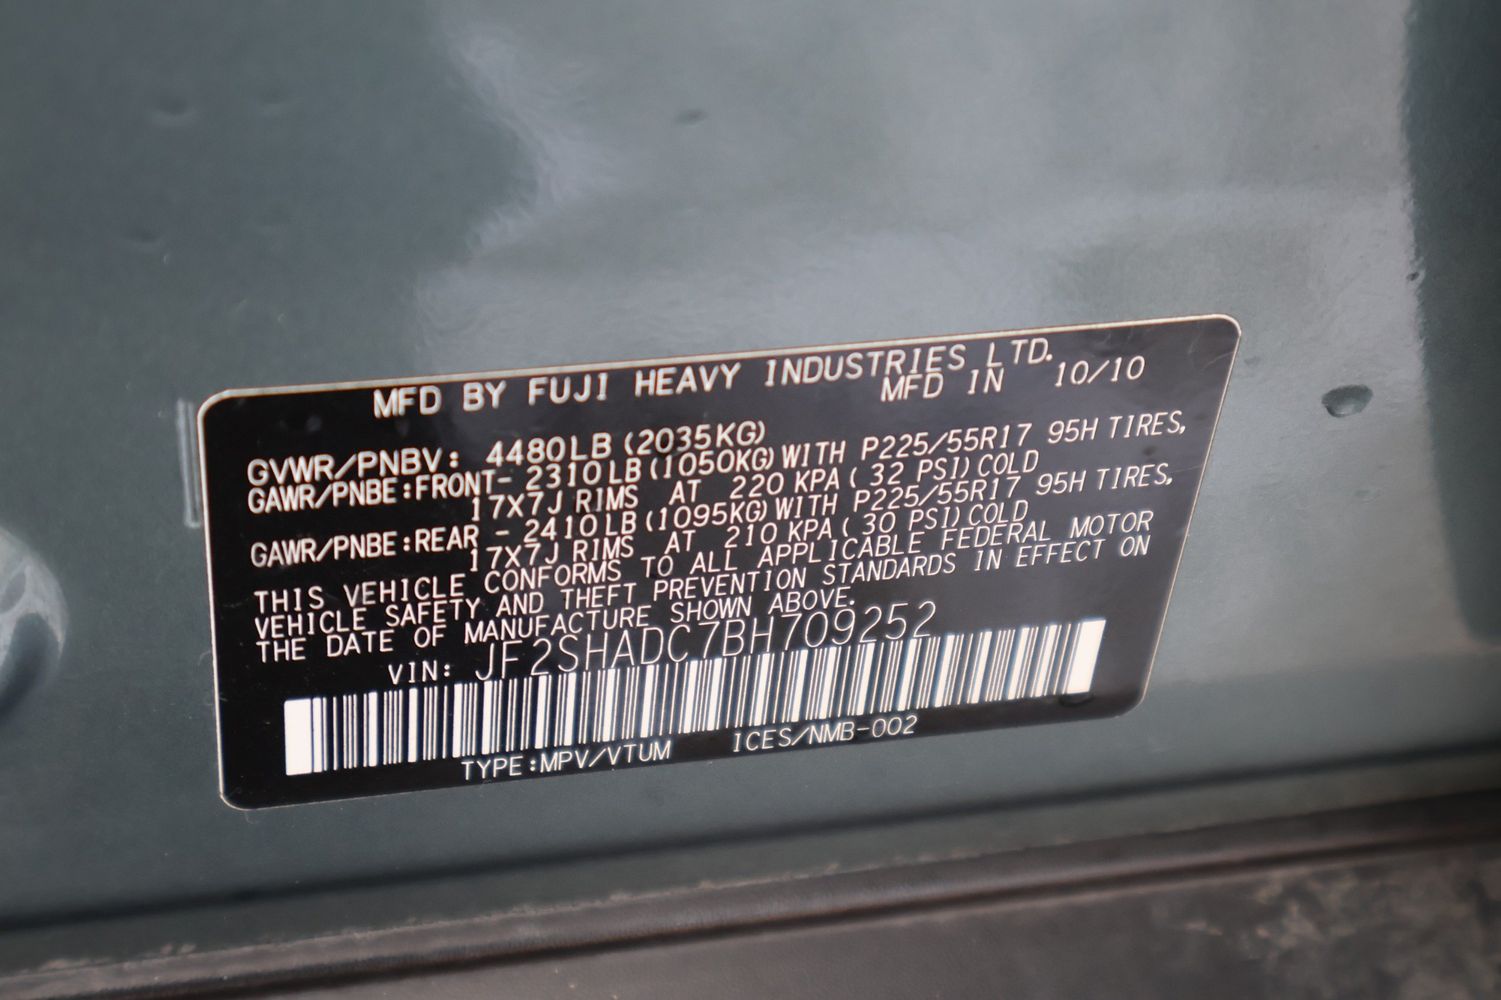 MFD BY FUJI HEAVY INDUSTRIES LTD.
MFD IN 10/10
GVWR/PNBV: 4480LB (2035KG)
GAWR/PNBE:FRONT- 2310LB (1050KG) WITH P225/55R17 95H TIRES,
17X7J RIMS AT 220 KPA ( 32 PSI) COLD
GAWR/PNBE:REAR - 2410LB (1095KG) WITH P225/55R17 95H TIRES,
17X7J RIMS AT 210 KPA ( 30 PSI) COLD
THIS VEHICLE CONFORMS TO ALL APPLICABLE FEDERAL MOTOR
VEHICLE SAFETY AND THEFT PREVENTION STANDARDS IN EFFECT ON
THE DATE OF MANUFACTURE SHOWN ABOVE.
VIN: JF2SHADC7BH709252
TYPE:MPV/VTUM ICES/NMB-002